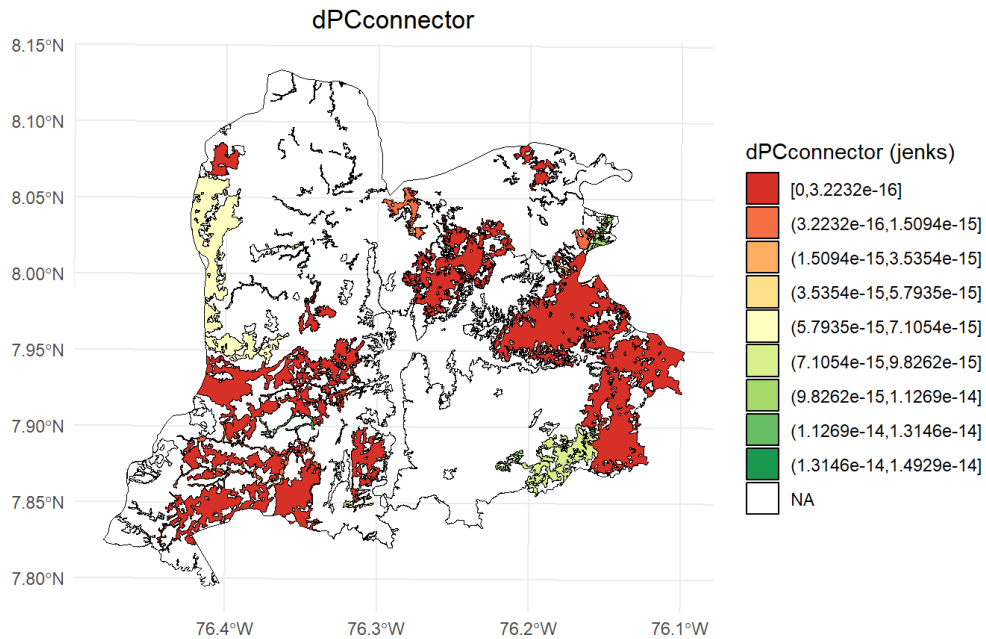 dPCconnector
8.15°N
8.10°N
8.05°N
8.00°N
7.95°N
7.90°N
7.85°N
7.80°N
76.4°W
76.3°W
76.2°W
76.1°W
dPCconnector (jenks)
[0,3.2232e-16]
(3.2232e-16,1.5094e-15]
(1.5094e-15,3.5354e-15]
(3.5354e-15,5.7935e-15]
(5.7935e-15,7.1054e-15]
(7.1054e-15,9.8262e-15]
(9.8262e-15,1.1269e-14]
(1.1269e-14,1.3146e-14]
(1.3146e-14,1.4929e-14]
NA